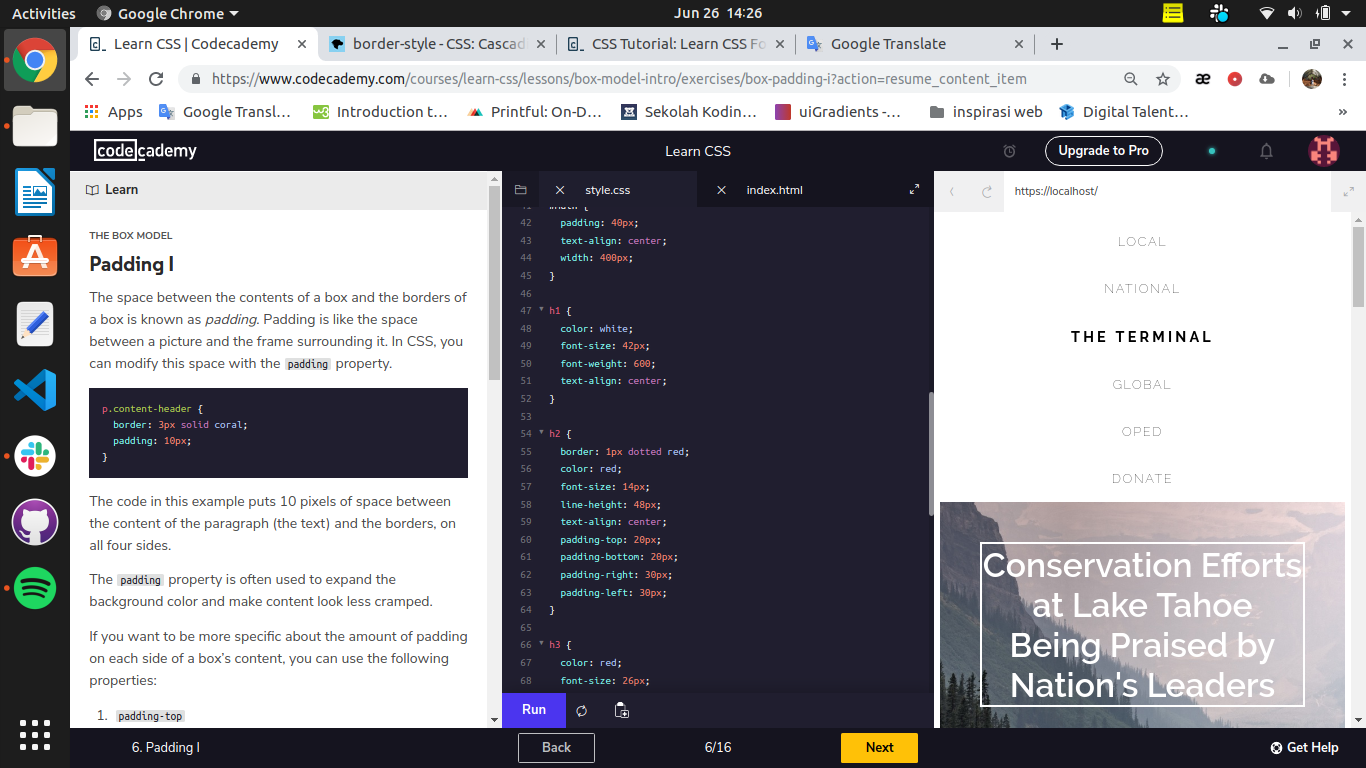 Activities
Google Chrome
Jun 26 14:26
Learn CSS | Codecademy
border-style - CSS: Cascad
CSS Tutorial: Learn CSS Fo
Google Translate
https://www.codecademy.com/courses/learn-css/lessons/box-model-intro/exercises/box-padding-i?action=resume_content_item
Apps
Google Transl...
Introduction t...
Printful: On-D...
Sekolah Kodin...
uiGradients -...
inspirasi web
Digital Talent...
»
codecademy
Learn CSS
Upgrade to Pro
Learn
THE BOX MODEL
Padding I
The space between the contents of a box and the borders of
a box is known as padding. Padding is like the space
between a picture and the frame surrounding it. In CSS, you
can modify this space with the padding property.
p.content-header {
border: 3px solid coral;
padding: 10px;
}
The code in this example puts 10 pixels of space between
the content of the paragraph (the text) and the borders, on
all four sides.
The padding property is often used to expand the
background color and make content look less cramped.
If you want to be more specific about the amount of padding
on each side of a box's content, you can use the following
properties:
1. padding-top
style.css
index.html
42 padding: 40px;
43 text-align: center;
44 width: 400px;
45 }
46
47 h1 {
48 color: white;
49 font-size: 42px;
50 font-weight: 600;
51 text-align: center;
52 }
53
54 h2 {
55 border: 1px dotted red;
56 color: red;
57 font-size: 14px;
58 line-height: 48px;
59 text-align: center;
60 padding-top: 20px;
61 padding-bottom: 20px;
62 padding-right: 30px;
63 padding-left: 30px;
64 }
65
66 h3 {
67 color: red;
68 font-size: 26px;
Run
https://localhost/
LOCAL
NATIONAL
THE TERMINAL
GLOBAL
OPED
DONATE
Conservation Efforts
at Lake Tahoe
Being Praised by
Nation's Leaders
6. Padding I
Back
6/16
Next
Get Help